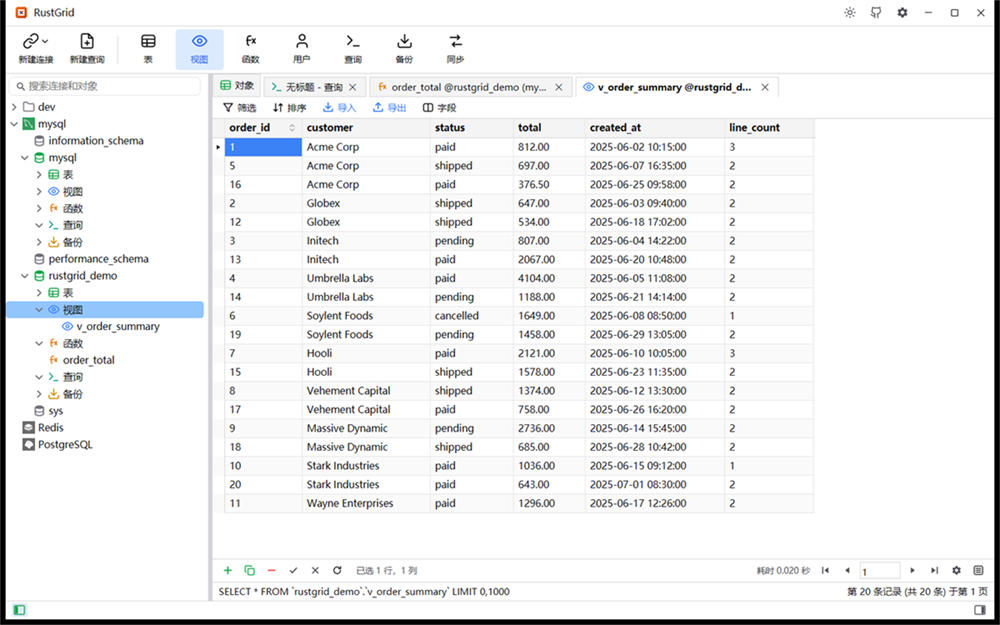 RustGrid
新建连接 新建查询 表 视图 函数 用户 查询 备份 同步
搜索连接和对象
对象 无标题 - 查询 order_total @rustgrid_demo (my... v_order_summary @rustgrid_d...
筛选 排序 导入 导出 字段
dev
mysql
information_schema
mysql
表
视图
函数
查询
备份
performance_schema
rustgrid_demo
表
视图
v_order_summary
函数
order_total
查询
备份
sys
Redis
PostgreSQL
order_id customer status total created_at line_count
1 Acme Corp paid 812.00 2025-06-02 10:15:00 3
5 Acme Corp shipped 697.00 2025-06-07 16:35:00 2
16 Acme Corp paid 376.50 2025-06-25 09:58:00 2
2 Globex shipped 647.00 2025-06-03 09:40:00 2
12 Globex shipped 534.00 2025-06-18 17:02:00 2
3 Initech pending 807.00 2025-06-04 14:22:00 2
13 Initech paid 2067.00 2025-06-20 10:48:00 2
4 Umbrella Labs paid 4104.00 2025-06-05 11:08:00 2
14 Umbrella Labs pending 1188.00 2025-06-21 14:14:00 2
6 Soylent Foods cancelled 1649.00 2025-06-08 08:50:00 1
19 Soylent Foods pending 1458.00 2025-06-29 13:05:00 2
7 Hooli paid 2121.00 2025-06-10 10:05:00 3
15 Hooli shipped 1578.00 2025-06-23 11:35:00 2
8 Vehement Capital shipped 1374.00 2025-06-12 13:30:00 2
17 Vehement Capital paid 758.00 2025-06-26 16:20:00 2
9 Massive Dynamic pending 2736.00 2025-06-14 15:45:00 2
18 Massive Dynamic shipped 685.00 2025-06-28 10:42:00 2
10 Stark Industries paid 1036.00 2025-06-15 09:12:00 1
20 Stark Industries paid 643.00 2025-07-01 08:30:00 2
11 Wayne Enterprises paid 1296.00 2025-06-17 12:26:00 2
已选 1 行，1 列 耗时 0.020 秒 1
SELECT * FROM `rustgrid_demo`.`v_order_summary` LIMIT 0,1000 第 20 条记录 (共 20 条) 于第 1 页